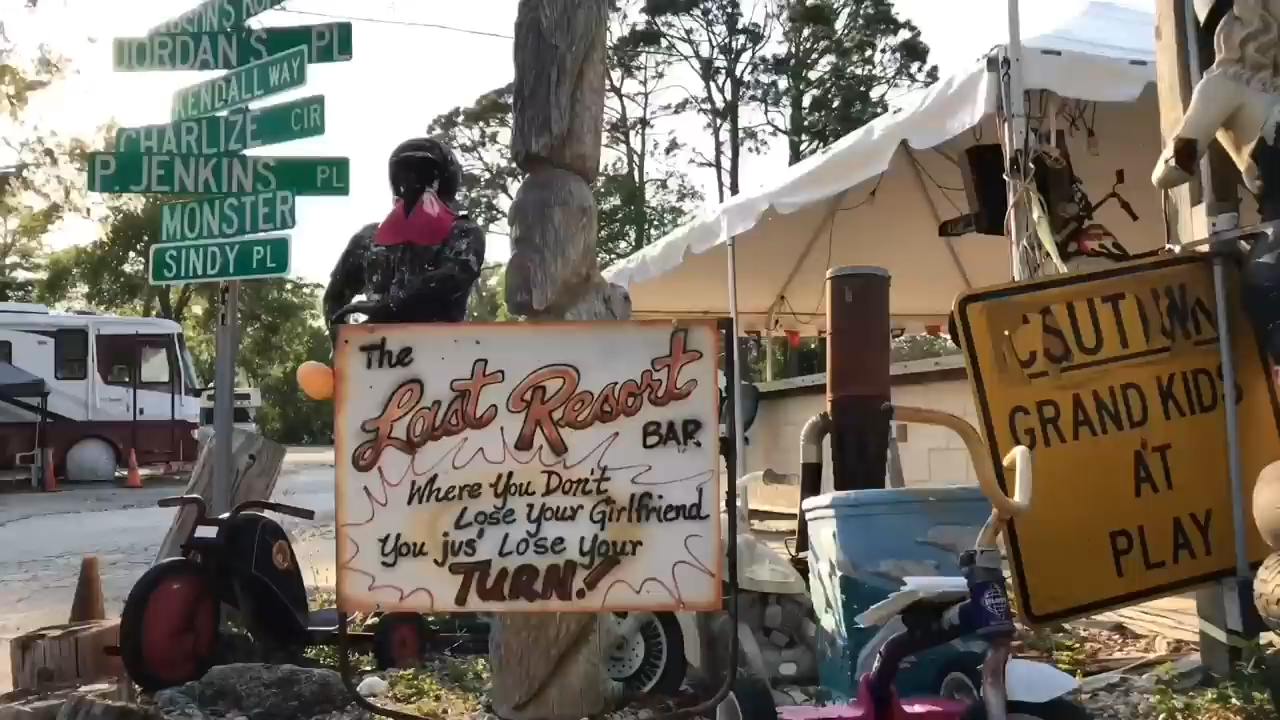 JORDAN'S PL
KENDALL WAY
CHARLIZE CIR
P. JENKINS PL
MONSTER
SINDY PL
The
Last Resort
BAR.
Where You Don't
Lose Your Girlfriend
You jus' Lose Your
TURN!
GRAND KIDS
AT
PLAY